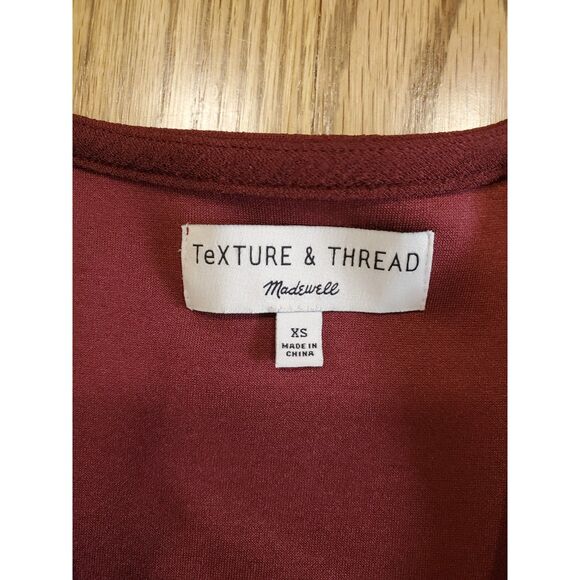 TeXTURE & THREAD
Madewell
XS
MADE IN
CHINA